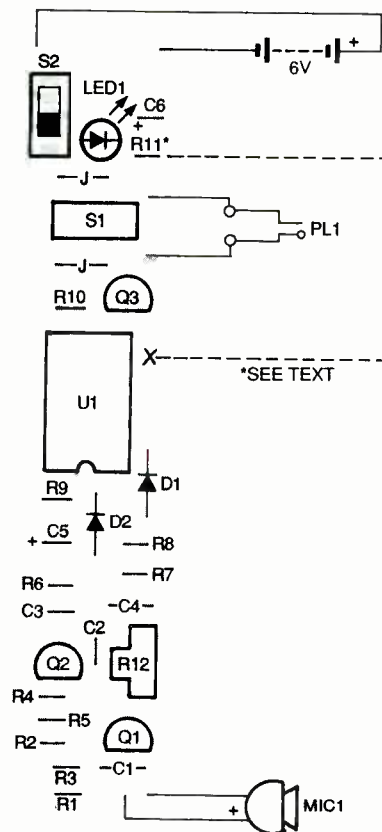 S2
+
6V
LED1
C6
+
R11*
J
S1
PL1
J
R10
Q3
X
*SEE TEXT
U1
D1
R9
D2
+ C5
R8
R6
R7
C3
C4
C2
Q2
R12
R4
R5
R2
Q1
R3
C1
R1
+
MIC1